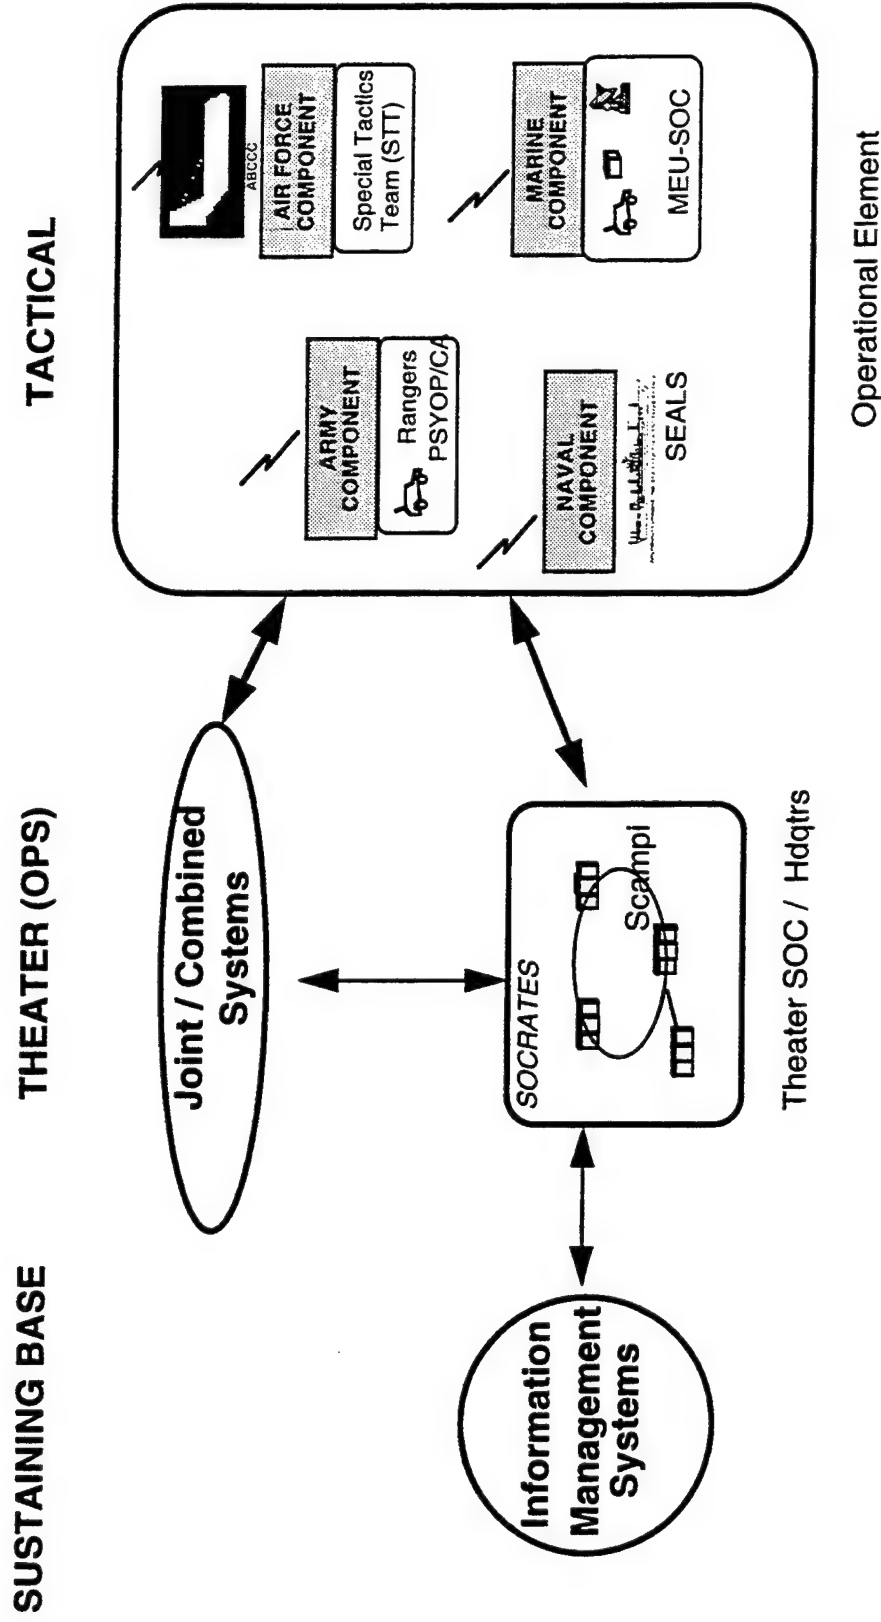 SUSTAINING BASE
THEATER (OPS)
TACTICAL
Joint / Combined
Systems
Information
Management
Systems
SOCRATES
Scampi
Theater SOC / Hdqtrs
ARMY
COMPONENT
Rangers
PSYOP/CA
ABCCC
AIR FORCE
COMPONENT
Special Tactics
Team (STT)
NAVAL
COMPONENT
SEALS
MARINE
COMPONENT
MEU-SOC
Operational Element